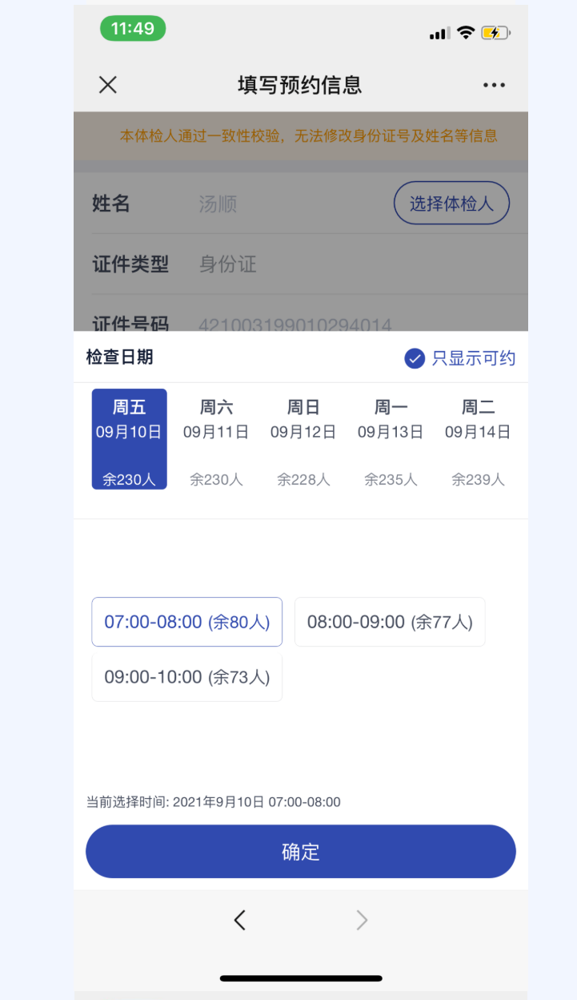 11:49
填写预约信息
本体检人通过一致性校验，无法修改身份证号及姓名等信息
姓名 汤顺 选择体检人
证件类型 身份证
证件号码 421003199010294014
检查日期 只显示可约
周五 周六 周日 周一 周二
09月10日 09月11日 09月12日 09月13日 09月14日
余230人 余230人 余228人 余235人 余239人
07:00-08:00 (余80人) 08:00-09:00 (余77人)
09:00-10:00 (余73人)
当前选择时间: 2021年9月10日 07:00-08:00
确定